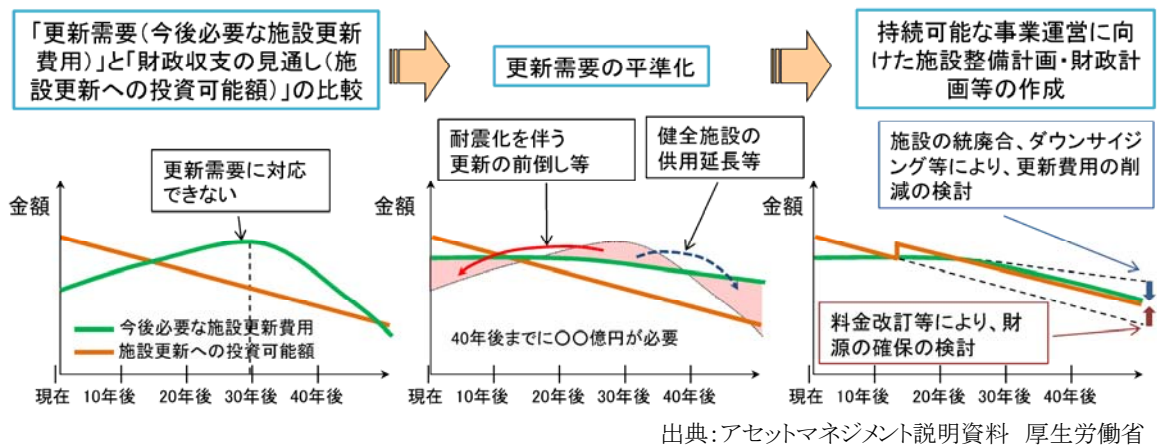 「更新需要(今後必要な施設更新
費用)」と「財政収支の見通し(施
設更新への投資可能額)」の比較
更新需要の平準化
持続可能な事業運営に向
けた施設整備計画・財政計
画等の作成
更新需要に対応
できない
金額
今後必要な施設更新費用
施設更新への投資可能額
現在 10年後 20年後 30年後 40年後
耐震化を伴う
更新の前倒し等
健全施設の
供用延長等
金額
40年後までに〇〇億円が必要
現在 10年後 20年後 30年後 40年後
施設の統廃合、ダウンサイジ
ング等により、更新費用の削
減の検討
金額
料金改訂等により、財
源の確保の検討
現在 10年後 20年後 30年後 40年後
出典:アセットマネジメント説明資料 厚生労働省